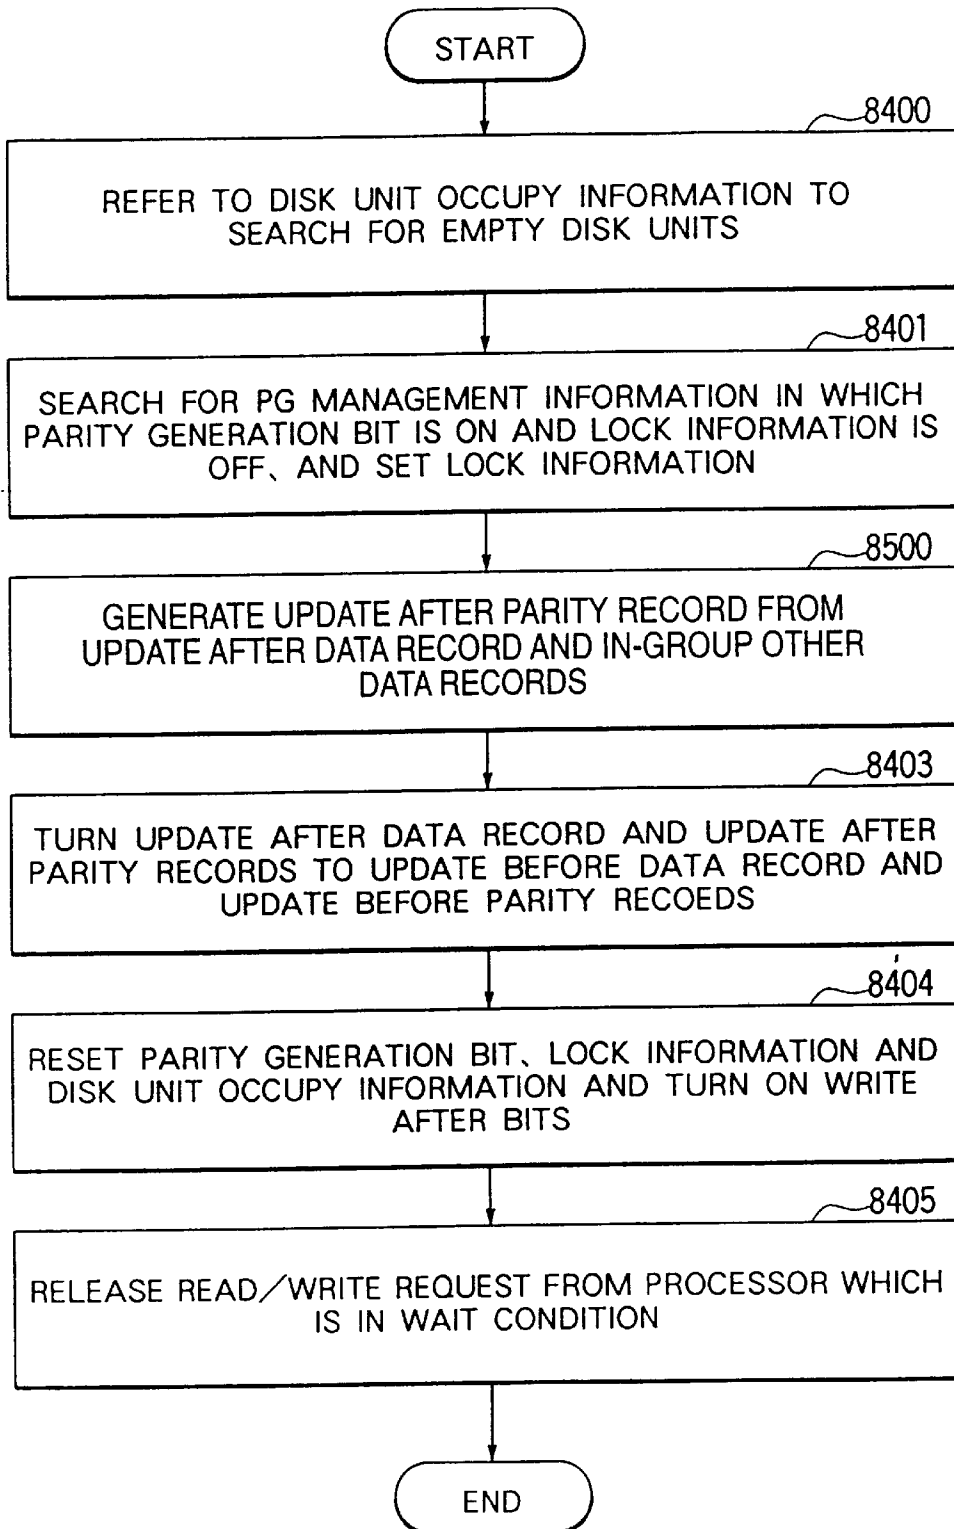 START
8400
REFER TO DISK UNIT OCCUPY INFORMATION TO
SEARCH FOR EMPTY DISK UNITS
8401
SEARCH FOR PG MANAGEMENT INFORMATION IN WHICH
PARITY GENERATION BIT IS ON AND LOCK INFORMATION IS
OFF、AND SET LOCK INFORMATION
8500
GENERATE UPDATE AFTER PARITY RECORD FROM
UPDATE AFTER DATA RECORD AND IN-GROUP OTHER
DATA RECORDS
8403
TURN UPDATE AFTER DATA RECORD AND UPDATE AFTER
PARITY RECORDS TO UPDATE BEFORE DATA RECORD AND
UPDATE BEFORE PARITY RECOEDS
8404
RESET PARITY GENERATION BIT、LOCK INFORMATION AND
DISK UNIT OCCUPY INFORMATION AND TURN ON WRITE
AFTER BITS
8405
RELEASE READ/WRITE REQUEST FROM PROCESSOR WHICH
IS IN WAIT CONDITION
END